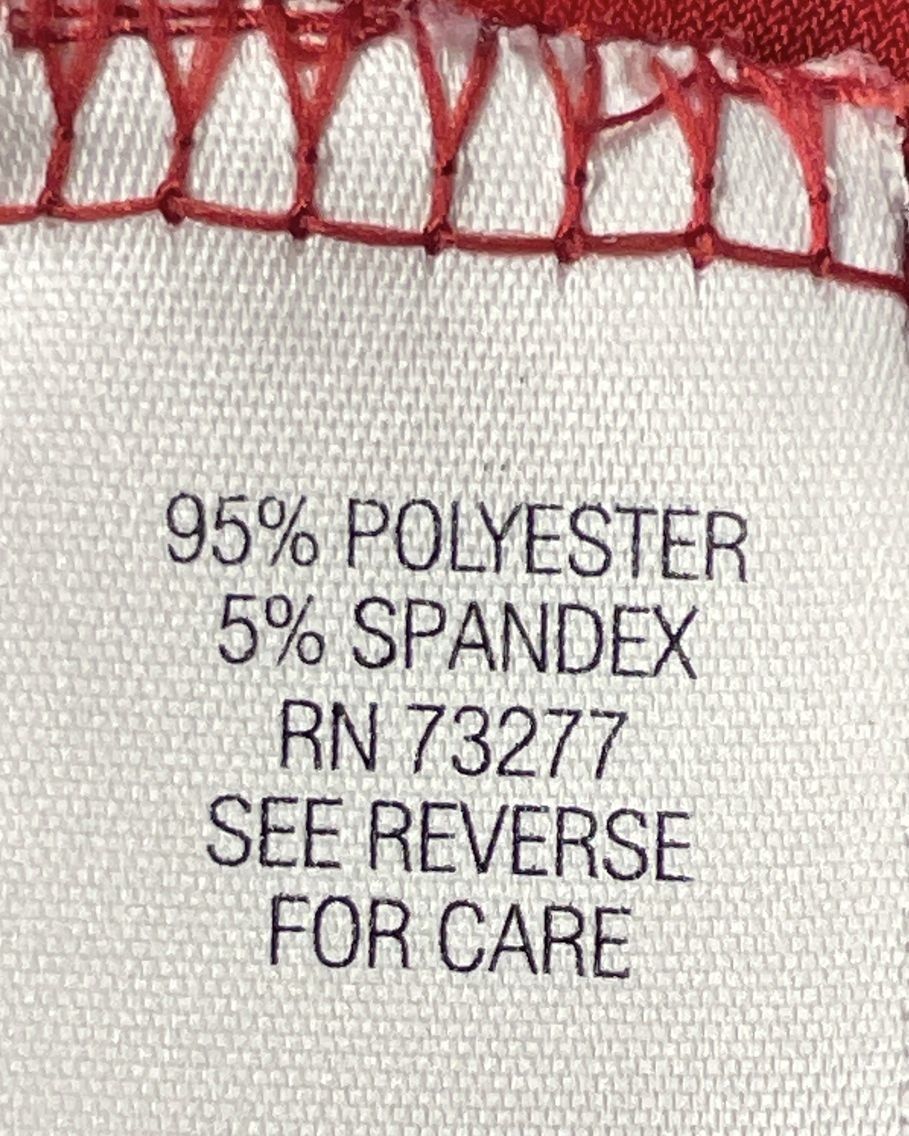 95% POLYESTER
5% SPANDEX
RN 73277
SEE REVERSE
FOR CARE